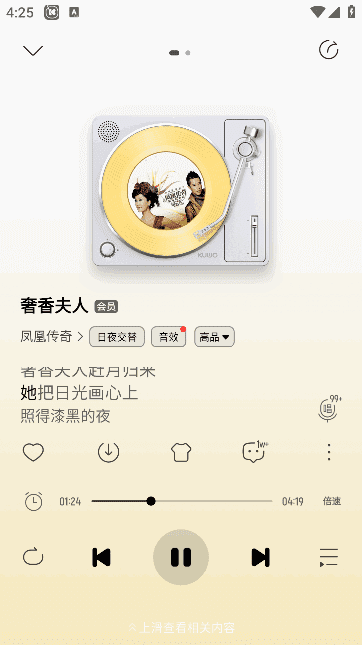 4:25
KUWO
奢香夫人 会员
凤凰传奇 日夜交替 音效 高品
奢香夫人赶月归来
她把日光画心上
照得漆黑的夜
唱 99+
1w+
01:24 04:19 倍速
上滑查看相关内容